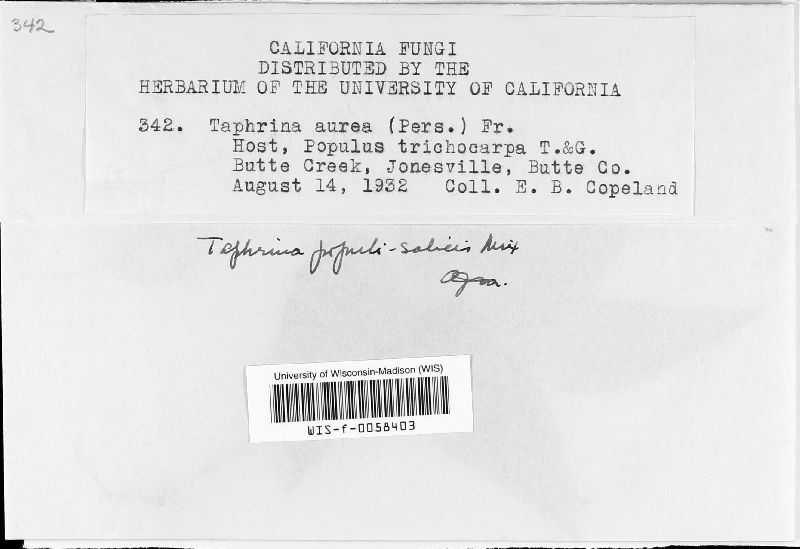 342
CALIFORNIA FUNGI
DISTRIBUTED BY THE
HERBARIUM OF THE UNIVERSITY OF CALIFORNIA
342. Taphrina aurea (Pers.) Fr.
Host, Populus trichocarpa T.&G.
Butte Creek, Jonesville, Butte Co.
August 14, 1932 Coll. E. B. Copeland
Taphrina populi-salicis Mix
University of Wisconsin-Madison (WIS)
WIS-f-0058403